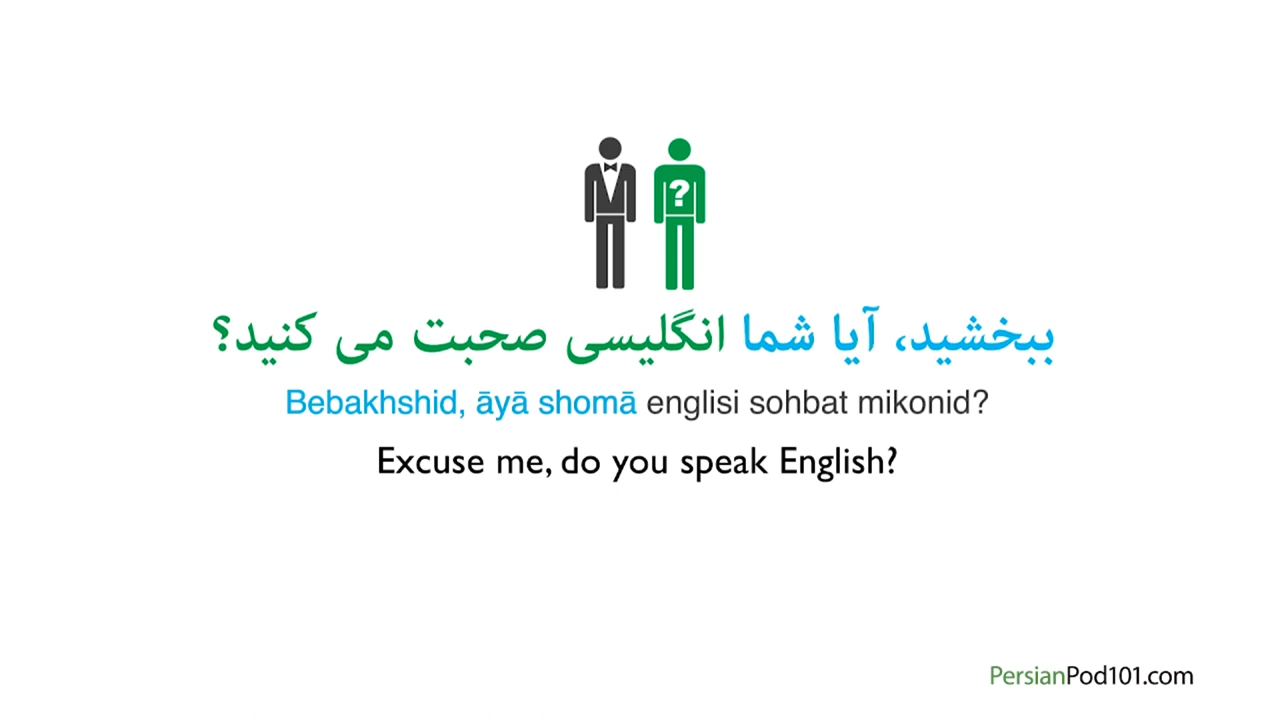 ?
ببخشید، آیا شما انگلیسی صحبت می کنید؟
Bebakhshid, āyā shomā englisi sohbat mikonid?
Excuse me, do you speak English?
PersianPod101.com